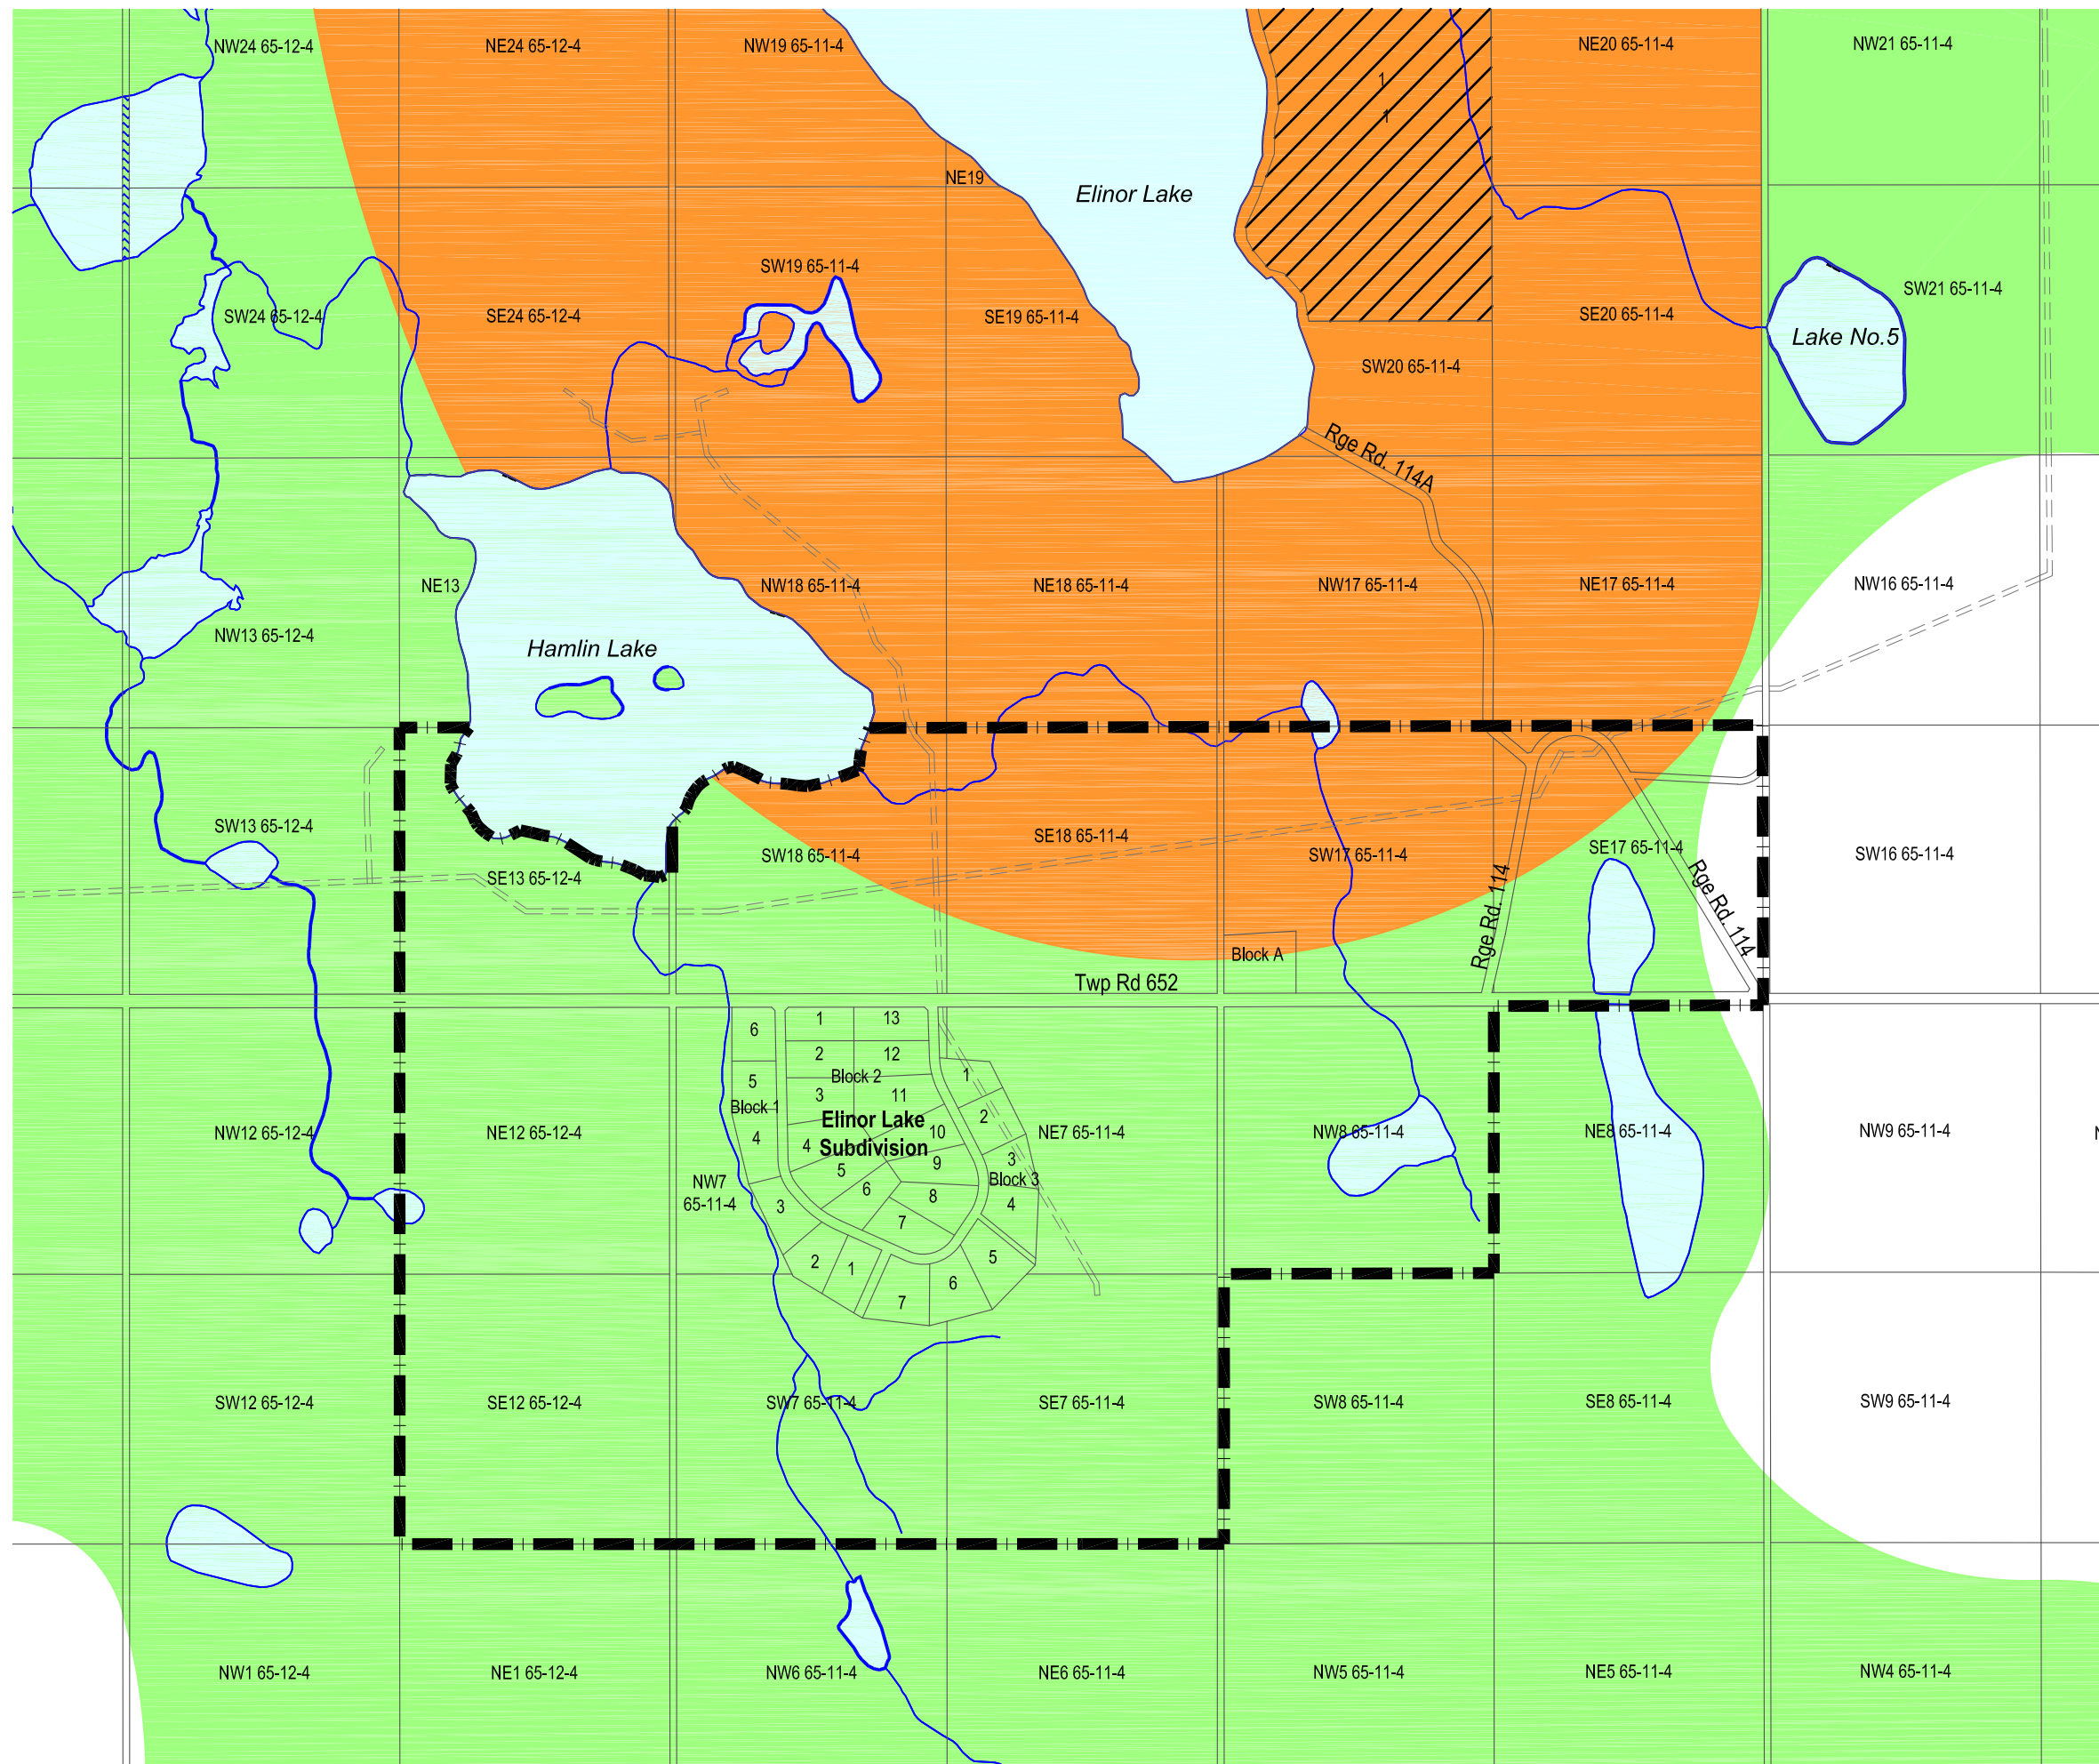 NW24 65-12-4
NE24 65-12-4
NW19 65-11-4
NE20 65-11-4
NW21 65-11-4
1
1
NE19
Elinor Lake
SW19 65-11-4
SW21 65-11-4
SW24 65-12-4
SE24 65-12-4
SE19 65-11-4
SE20 65-11-4
Lake No.5
SW20 65-11-4
Rge Rd. 114A
NE13
NW18 65-11-4
NE18 65-11-4
NW17 65-11-4
NE17 65-11-4
NW16 65-11-4
NW13 65-12-4
Hamlin Lake
SW13 65-12-4
SE13 65-12-4
SW18 65-11-4
SE18 65-11-4
SW17 65-11-4
SE17 65-11-4
SW16 65-11-4
Rge Rd. 114
Rge Rd. 114
Block A
Twp Rd 652
6
1
13
2
12
5
Block 2
1
3
11
Block 1
2
Elinor Lake
Subdivision
4
4
10
NW12 65-12-4
NE12 65-12-4
NE7 65-11-4
NW8 65-11-4
NE8 65-11-4
NW9 65-11-4
N
5
9
3
Block 3
NW7
65-11-4
6
8
4
3
7
2
1
5
6
7
SW12 65-12-4
SE12 65-12-4
SW7 65-11-4
SE7 65-11-4
SW8 65-11-4
SE8 65-11-4
SW9 65-11-4
NW1 65-12-4
NE1 65-12-4
NW6 65-11-4
NE6 65-11-4
NW5 65-11-4
NE5 65-11-4
NW4 65-11-4